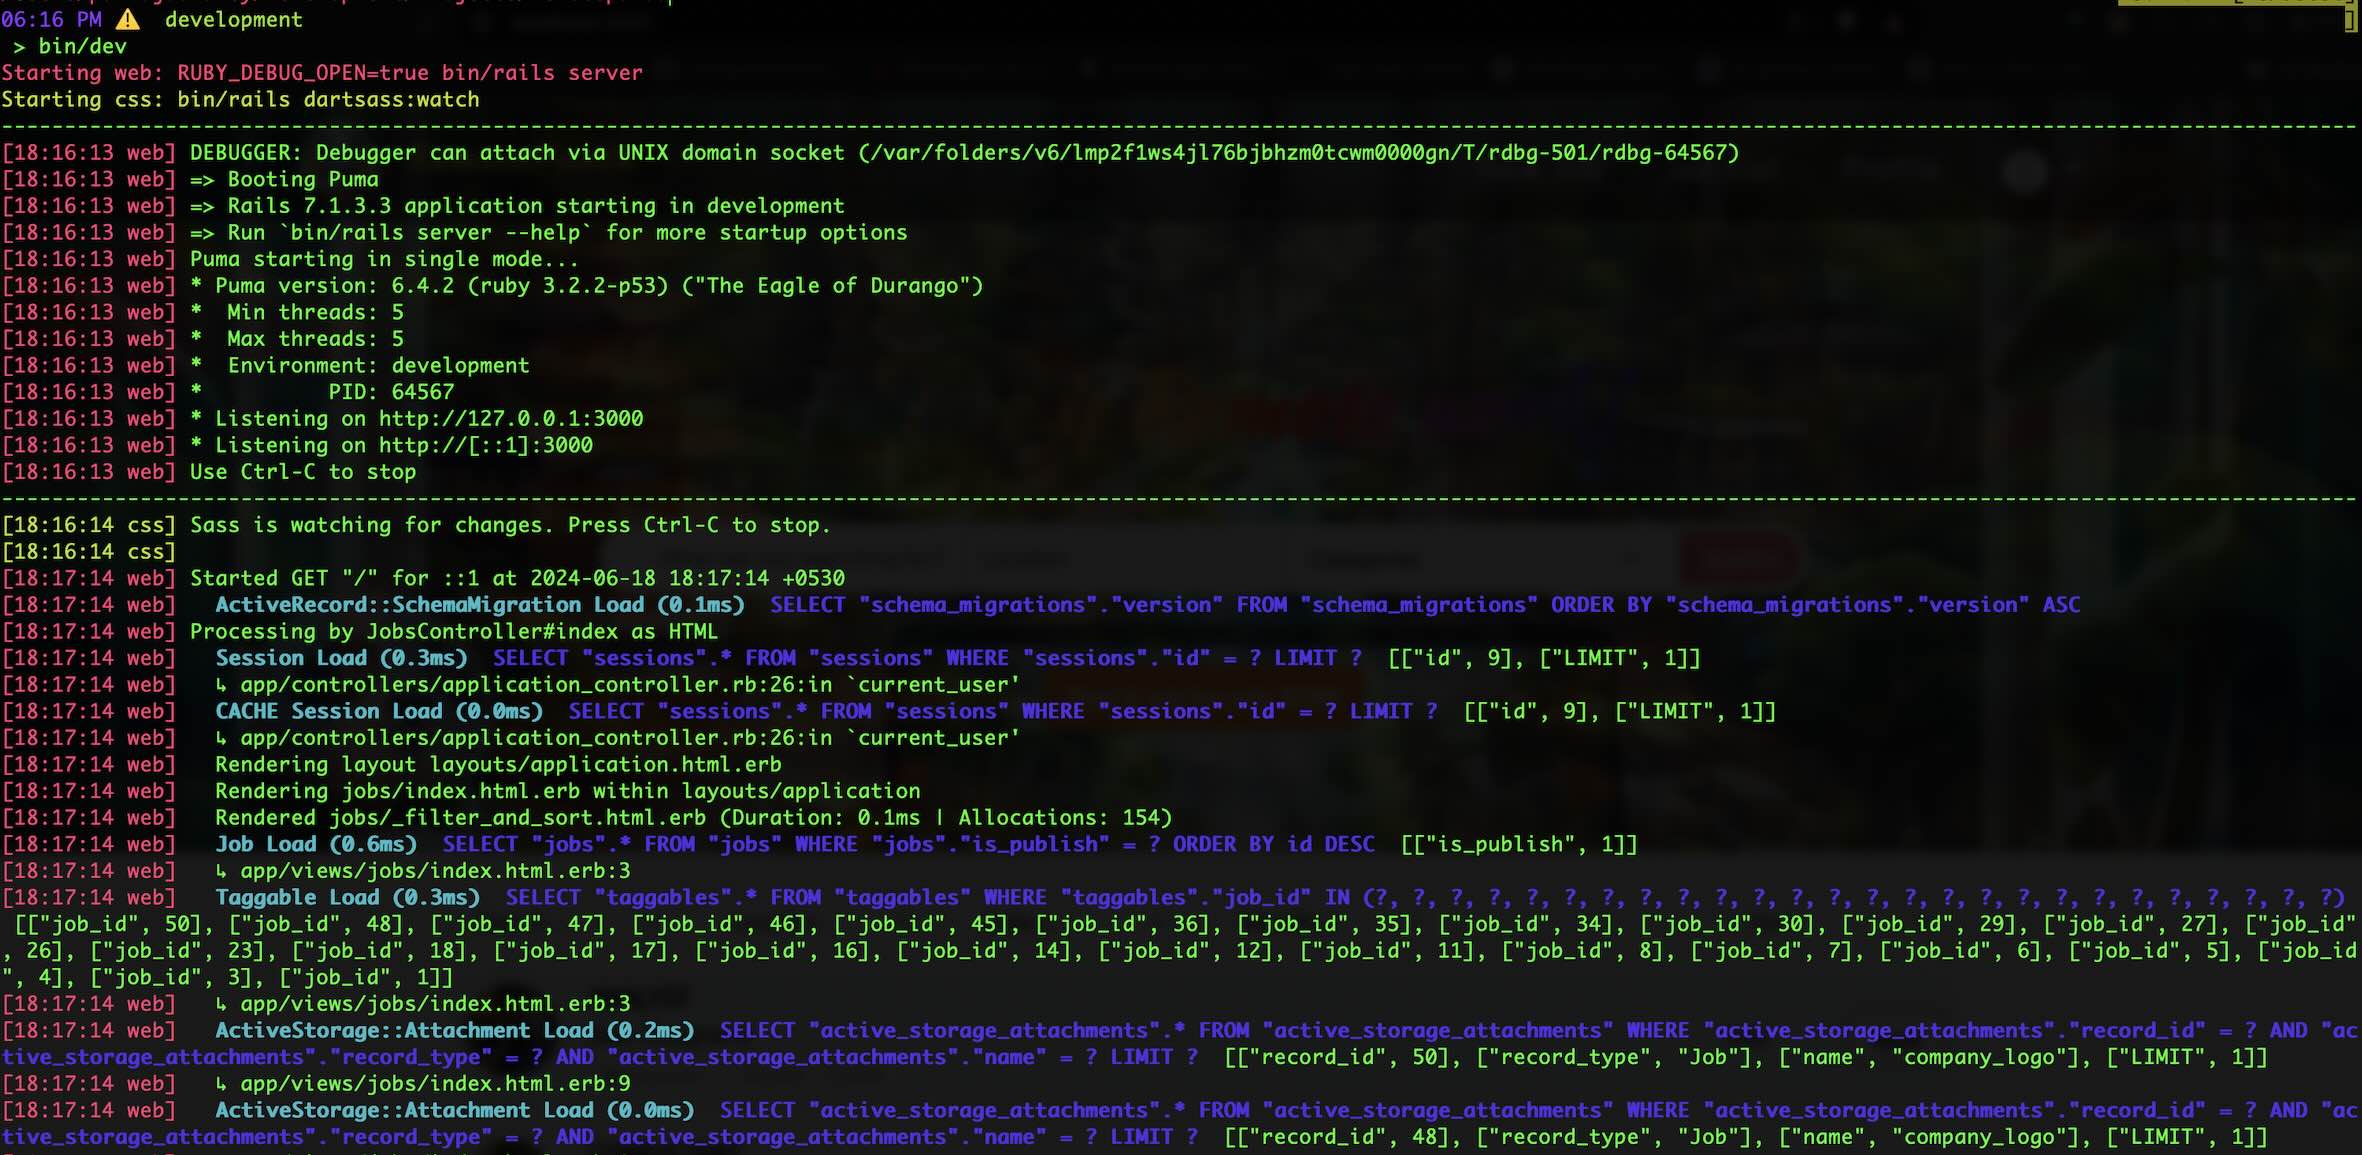 06:16 PM ⚠️ development
> bin/dev
Starting web: RUBY_DEBUG_OPEN=true bin/rails server
Starting css: bin/rails dartsass:watch
[18:16:13 web] DEBUGGER: Debugger can attach via UNIX domain socket (/var/folders/v6/lmp2f1ws4jl76bjbhzm0tcwm0000gn/T/rdbg-501/rdbg-64567)
[18:16:13 web] => Booting Puma
[18:16:13 web] => Rails 7.1.3.3 application starting in development
[18:16:13 web] => Run `bin/rails server --help` for more startup options
[18:16:13 web] Puma starting in single mode...
[18:16:13 web] * Puma version: 6.4.2 (ruby 3.2.2-p53) ("The Eagle of Durango")
[18:16:13 web] *  Min threads: 5
[18:16:13 web] *  Max threads: 5
[18:16:13 web] *  Environment: development
[18:16:13 web] *          PID: 64567
[18:16:13 web] * Listening on http://127.0.0.1:3000
[18:16:13 web] * Listening on http://[::1]:3000
[18:16:13 web] Use Ctrl-C to stop
[18:16:14 css] Sass is watching for changes. Press Ctrl-C to stop.
[18:16:14 css]
[18:17:14 web] Started GET "/" for ::1 at 2024-06-18 18:17:14 +0530
[18:17:14 web]   ActiveRecord::SchemaMigration Load (0.1ms)  SELECT "schema_migrations"."version" FROM "schema_migrations" ORDER BY "schema_migrations"."version" ASC
[18:17:14 web] Processing by JobsController#index as HTML
[18:17:14 web]   Session Load (0.3ms)  SELECT "sessions".* FROM "sessions" WHERE "sessions"."id" = ? LIMIT ?  [["id", 9], ["LIMIT", 1]]
[18:17:14 web]   ↳ app/controllers/application_controller.rb:26:in `current_user'
[18:17:14 web]   CACHE Session Load (0.0ms)  SELECT "sessions".* FROM "sessions" WHERE "sessions"."id" = ? LIMIT ?  [["id", 9], ["LIMIT", 1]]
[18:17:14 web]   ↳ app/controllers/application_controller.rb:26:in `current_user'
[18:17:14 web]   Rendering layout layouts/application.html.erb
[18:17:14 web]   Rendering jobs/index.html.erb within layouts/application
[18:17:14 web]   Rendered jobs/_filter_and_sort.html.erb (Duration: 0.1ms | Allocations: 154)
[18:17:14 web]   Job Load (0.6ms)  SELECT "jobs".* FROM "jobs" WHERE "jobs"."is_publish" = ? ORDER BY id DESC  [["is_publish", 1]]
[18:17:14 web]   ↳ app/views/jobs/index.html.erb:3
[18:17:14 web]   Taggable Load (0.3ms)  SELECT "taggables".* FROM "taggables" WHERE "taggables"."job_id" IN (?, ?, ?, ?, ?, ?, ?, ?, ?, ?, ?, ?, ?, ?, ?, ?, ?, ?, ?, ?, ?, ?, ?, ?, ?, ?)
[["job_id", 50], ["job_id", 48], ["job_id", 47], ["job_id", 46], ["job_id", 45], ["job_id", 36], ["job_id", 35], ["job_id", 34], ["job_id", 30], ["job_id", 29], ["job_id", 27], ["job_id"
, 26], ["job_id", 23], ["job_id", 18], ["job_id", 17], ["job_id", 16], ["job_id", 14], ["job_id", 12], ["job_id", 11], ["job_id", 8], ["job_id", 7], ["job_id", 6], ["job_id", 5], ["job_id
", 4], ["job_id", 3], ["job_id", 1]]
[18:17:14 web]   ↳ app/views/jobs/index.html.erb:3
[18:17:14 web]   ActiveStorage::Attachment Load (0.2ms)  SELECT "active_storage_attachments".* FROM "active_storage_attachments" WHERE "active_storage_attachments"."record_id" = ? AND "ac
tive_storage_attachments"."record_type" = ? AND "active_storage_attachments"."name" = ? LIMIT ?  [["record_id", 50], ["record_type", "Job"], ["name", "company_logo"], ["LIMIT", 1]]
[18:17:14 web]   ↳ app/views/jobs/index.html.erb:9
[18:17:14 web]   ActiveStorage::Attachment Load (0.0ms)  SELECT "active_storage_attachments".* FROM "active_storage_attachments" WHERE "active_storage_attachments"."record_id" = ? AND "ac
tive_storage_attachments"."record_type" = ? AND "active_storage_attachments"."name" = ? LIMIT ?  [["record_id", 48], ["record_type", "Job"], ["name", "company_logo"], ["LIMIT", 1]]